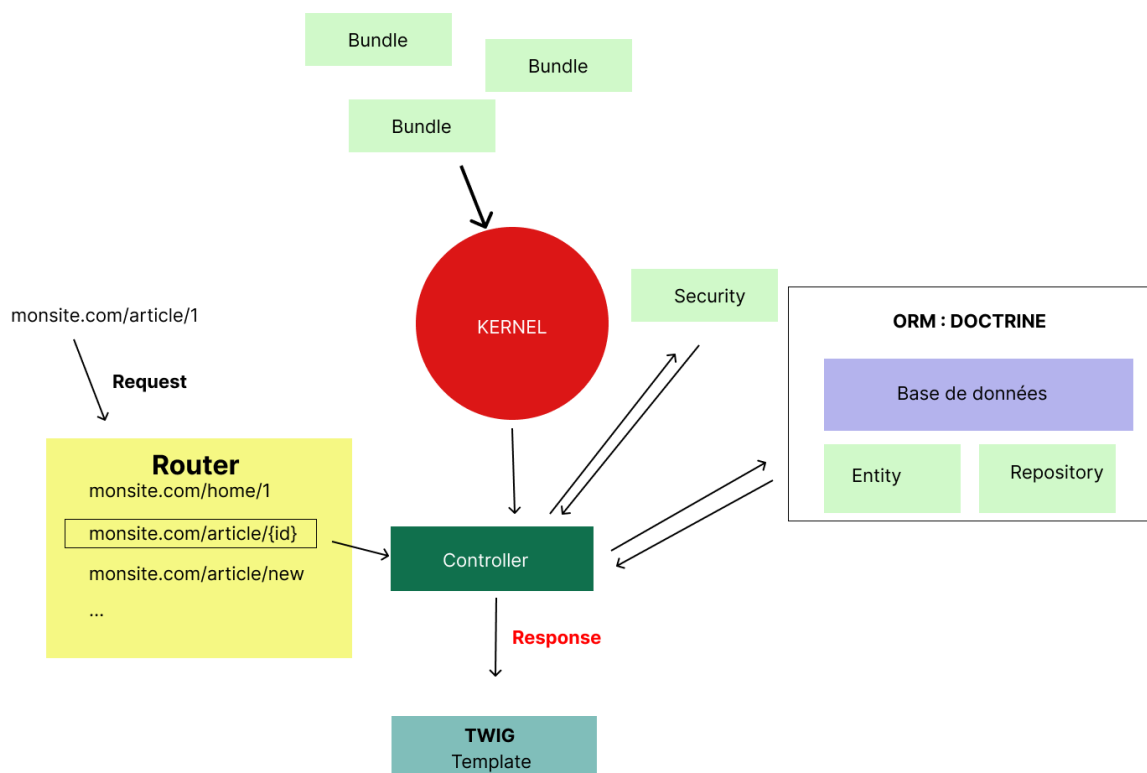 Bundle
Bundle
Bundle
KERNEL
Security
monsite.com/article/1
Request
Router
monsite.com/home/1
monsite.com/article/{id}
monsite.com/article/new
...
Controller
Response
TWIG
Template
ORM : DOCTRINE
Base de données
Entity
Repository